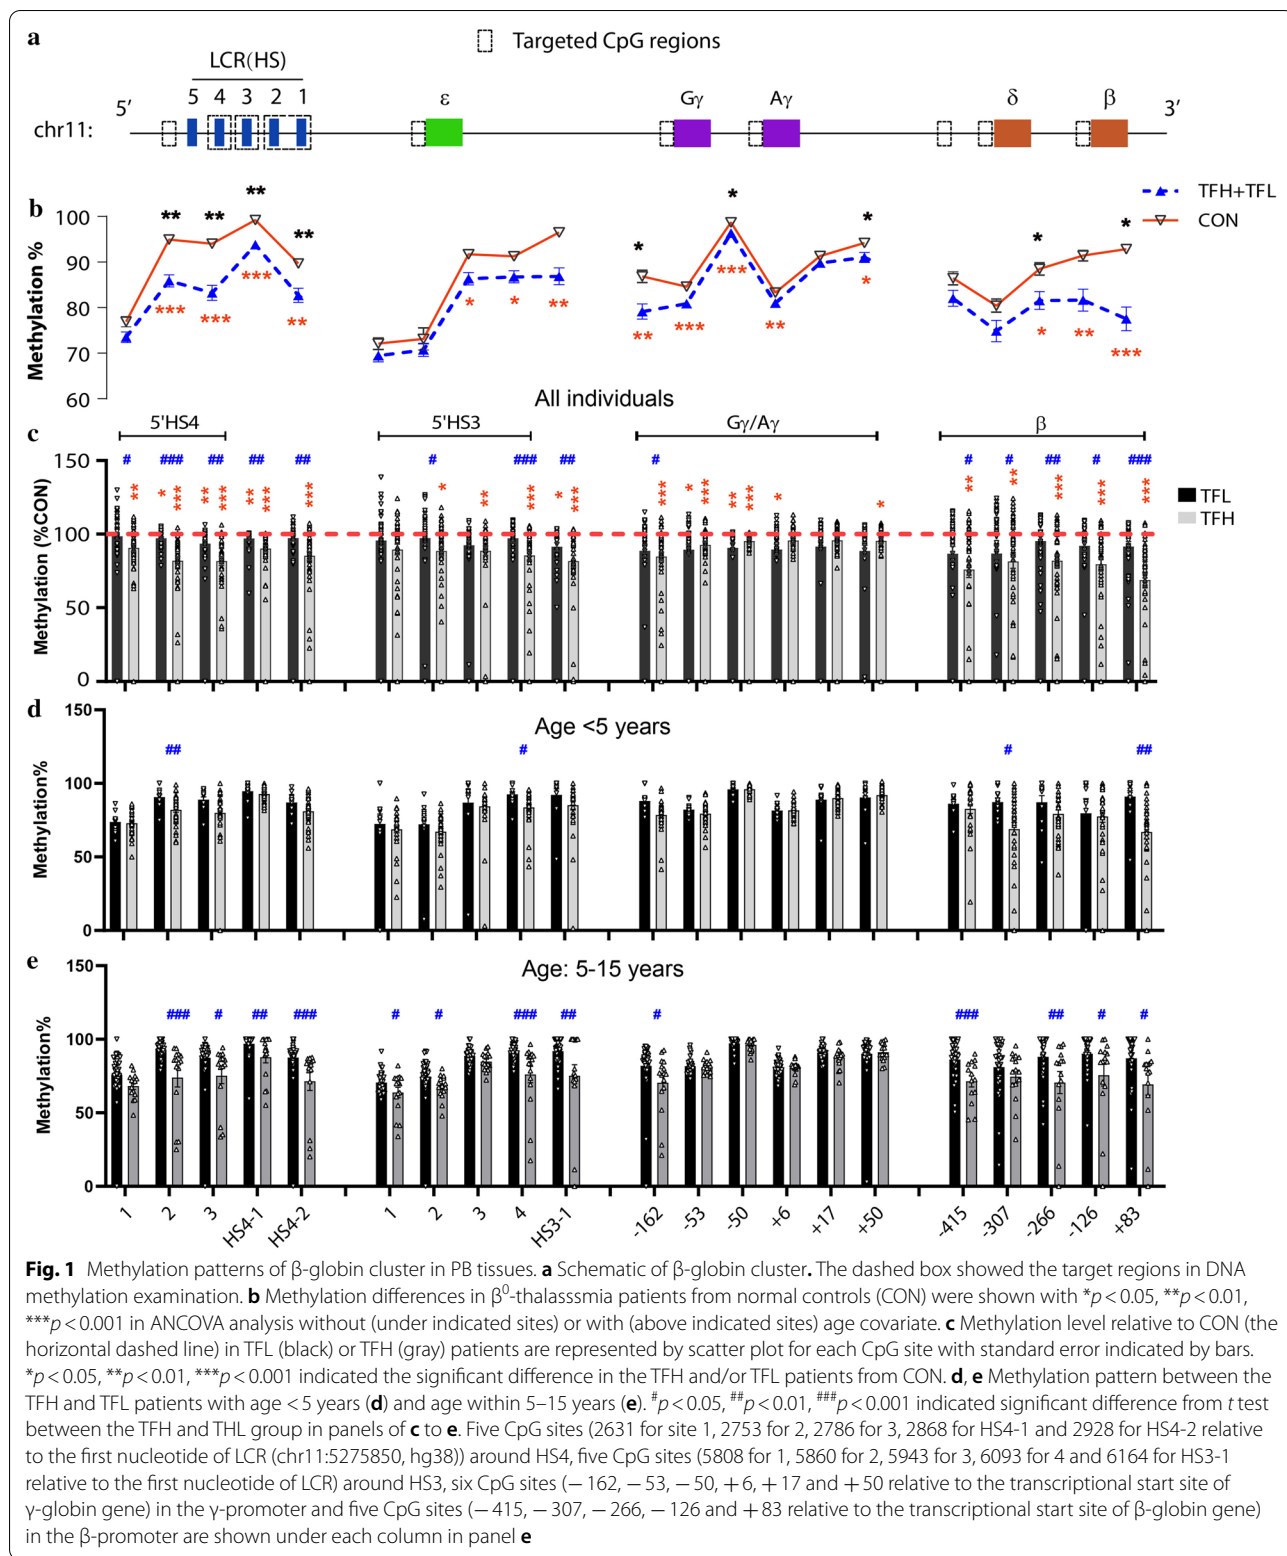 a
Targeted CpG regions
LCR(HS)
5 4 3 2 1
ε Gγ Aγ δ β
5′ 3′
chr11:
b
TFH+TFL
CON
** ** ** ** * * * *
Methylation %
100
90
80
70
60
*** *** *** ** * * ** ** *** *** ** * * ** ***
All individuals
c
5'HS4 5'HS3 Gγ/Aγ β
Methylation (%CON)
150
100
50
0
# ### ## ## ## # ### ## # # # ## # ###
** * *** ** *** ** *** *** * ** *** * *** *** * *** ** *** * * ** ** *** *** ***
TFL
TFH
d
Age <5 years
Methylation%
150
100
50
0
## # # ##
e
Age: 5-15 years
Methylation%
150
100
50
0
### # ## ### # # ### ## # ### ## # #
1 2 3 HS4-1 HS4-2 1 2 3 4 HS3-1 -162 -53 -50 +6 +17 +50 -415 -307 -266 -126 +83
Fig. 1 Methylation patterns of β-globin cluster in PB tissues. a Schematic of β-globin cluster. The dashed box showed the target regions in DNA
methylation examination. b Methylation differences in β⁰-thalasssmia patients from normal controls (CON) were shown with *p < 0.05, **p < 0.01,
***p < 0.001 in ANCOVA analysis without (under indicated sites) or with (above indicated sites) age covariate. c Methylation level relative to CON (the
horizontal dashed line) in TFL (black) or TFH (gray) patients are represented by scatter plot for each CpG site with standard error indicated by bars.
*p < 0.05, **p < 0.01, ***p < 0.001 indicated the significant difference in the TFH and/or TFL patients from CON. d, e Methylation pattern between the
TFH and TFL patients with age < 5 years (d) and age within 5–15 years (e). #p < 0.05, ##p < 0.01, ###p < 0.001 indicated significant difference from t test
between the TFH and THL group in panels of c to e. Five CpG sites (2631 for site 1, 2753 for 2, 2786 for 3, 2868 for HS4-1 and 2928 for HS4-2 relative
to the first nucleotide of LCR (chr11:5275850, hg38)) around HS4, five CpG sites (5808 for 1, 5860 for 2, 5943 for 3, 6093 for 4 and 6164 for HS3-1
relative to the first nucleotide of LCR) around HS3, six CpG sites (− 162, − 53, − 50, + 6, + 17 and + 50 relative to the transcriptional start site of
γ-globin gene) in the γ-promoter and five CpG sites (− 415, − 307, − 266, − 126 and + 83 relative to the transcriptional start site of β-globin gene)
in the β-promoter are shown under each column in panel e